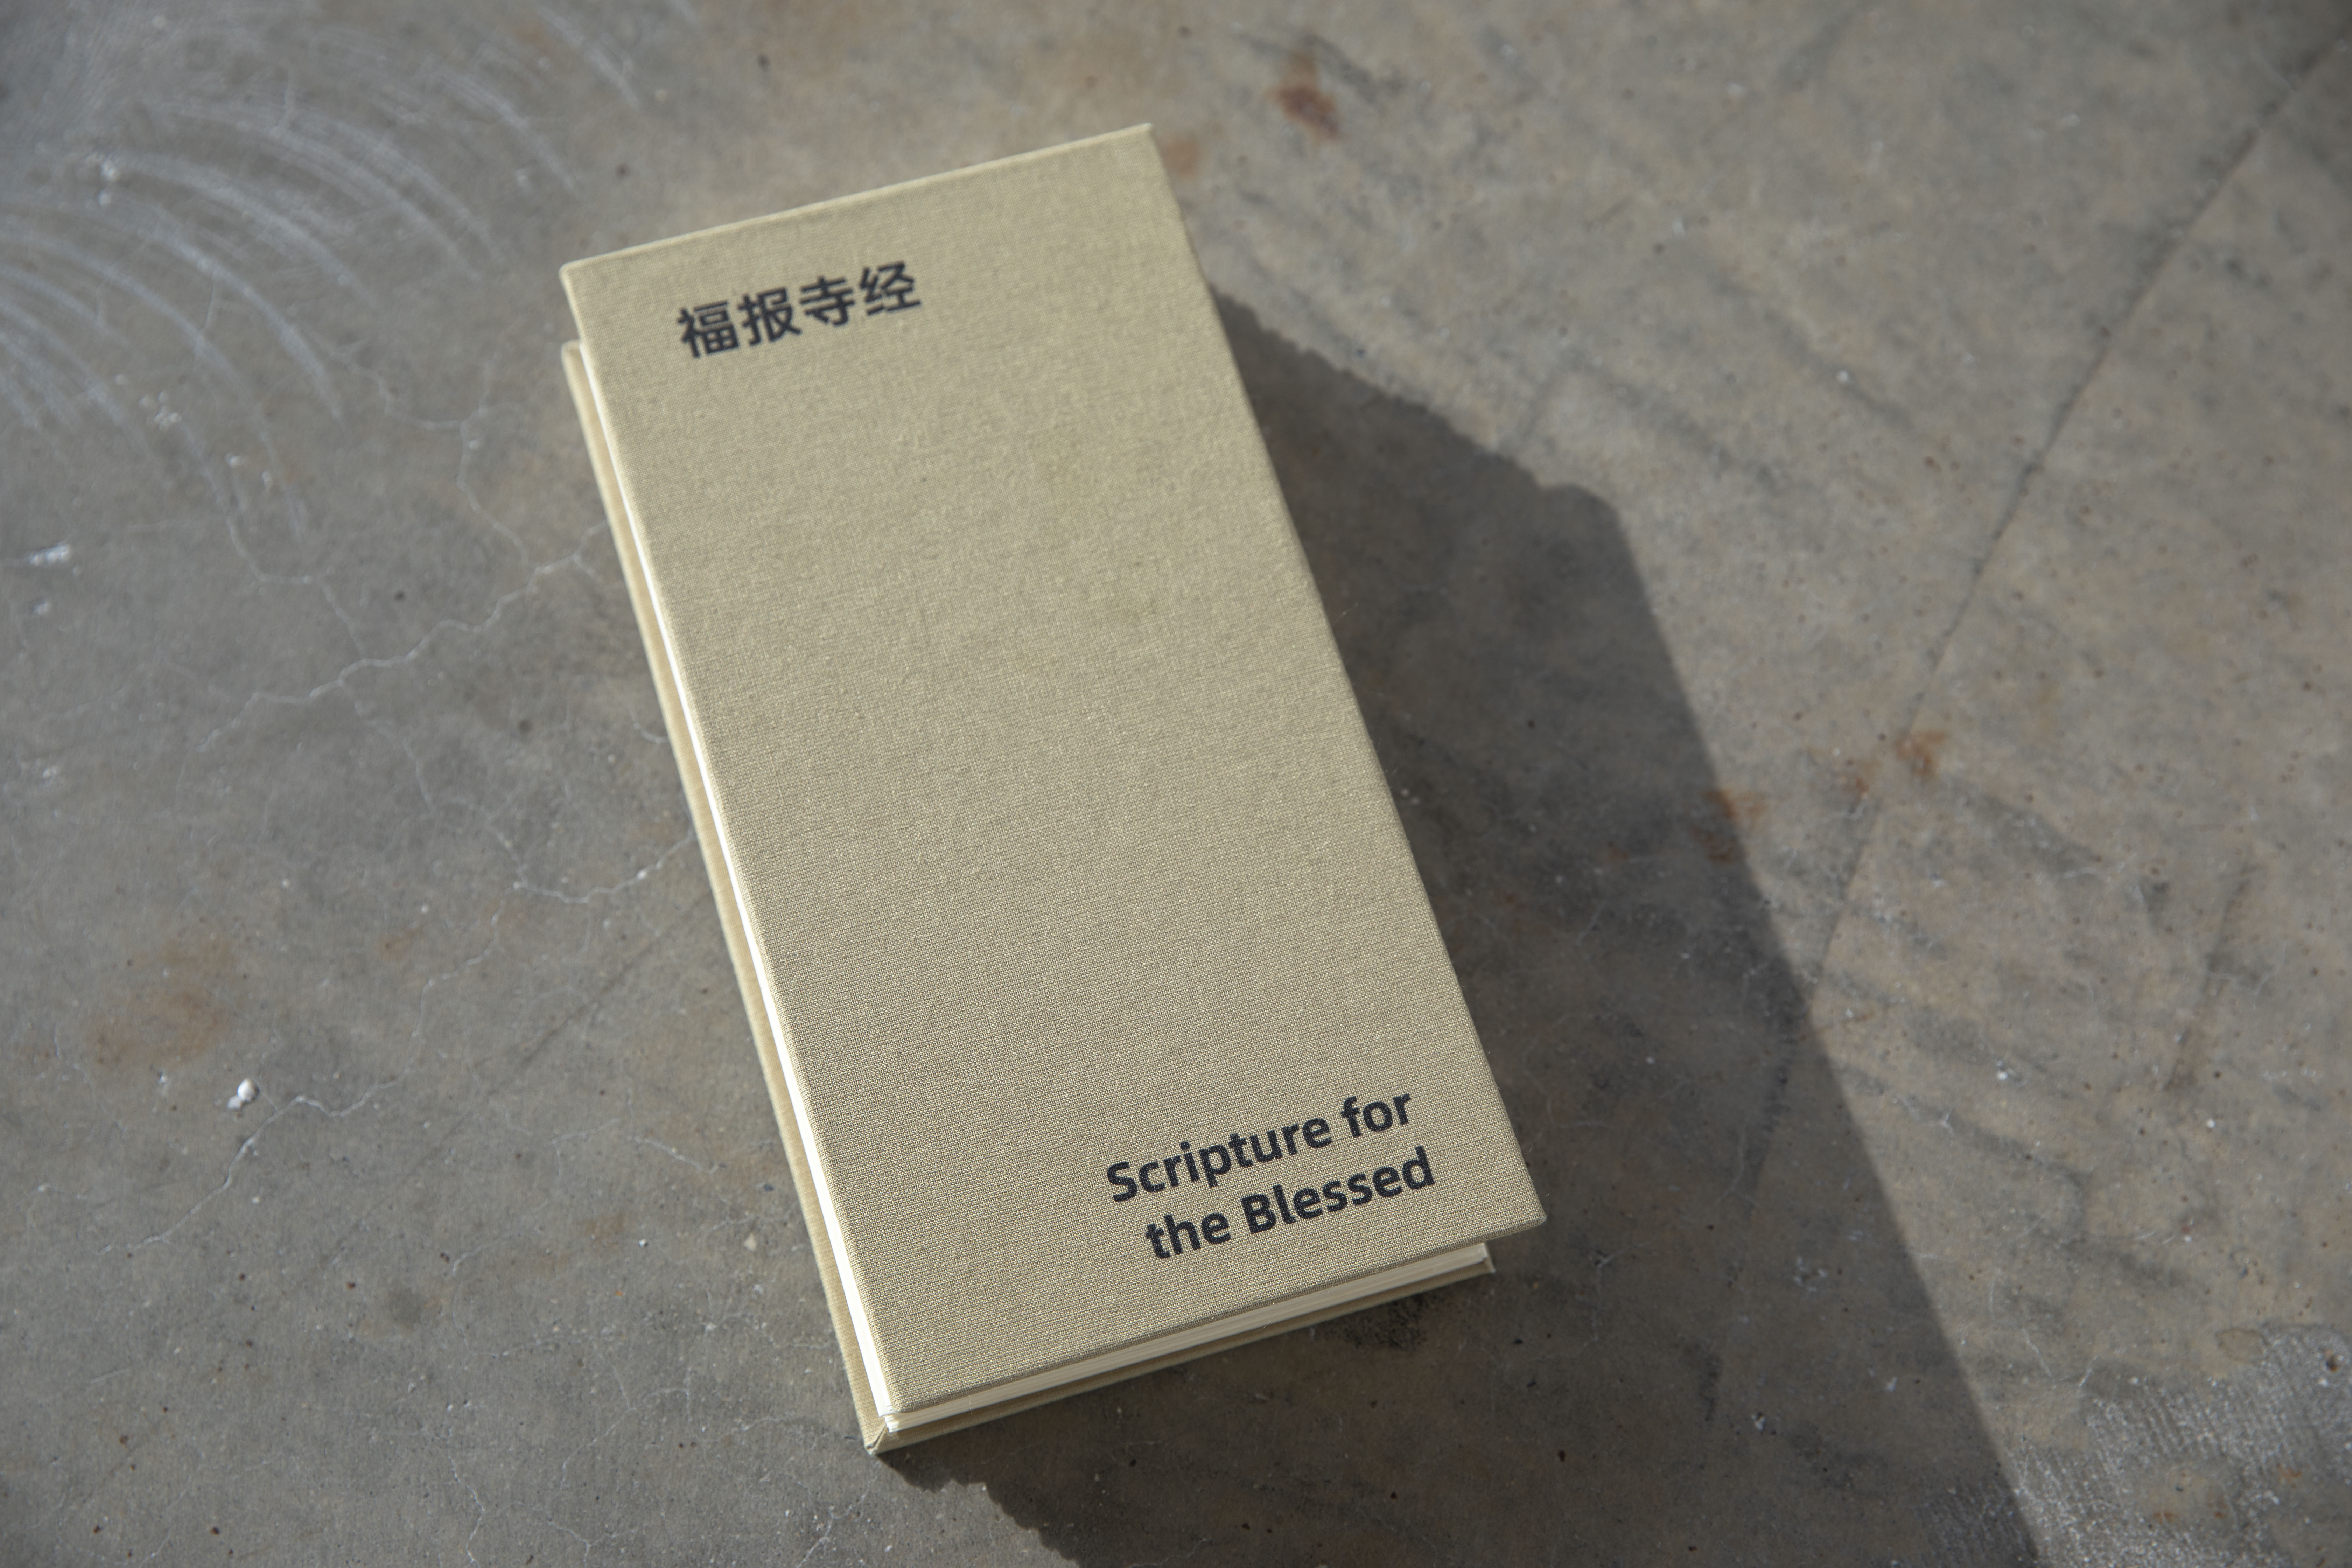 福报寺经
Scripture for
the Blessed